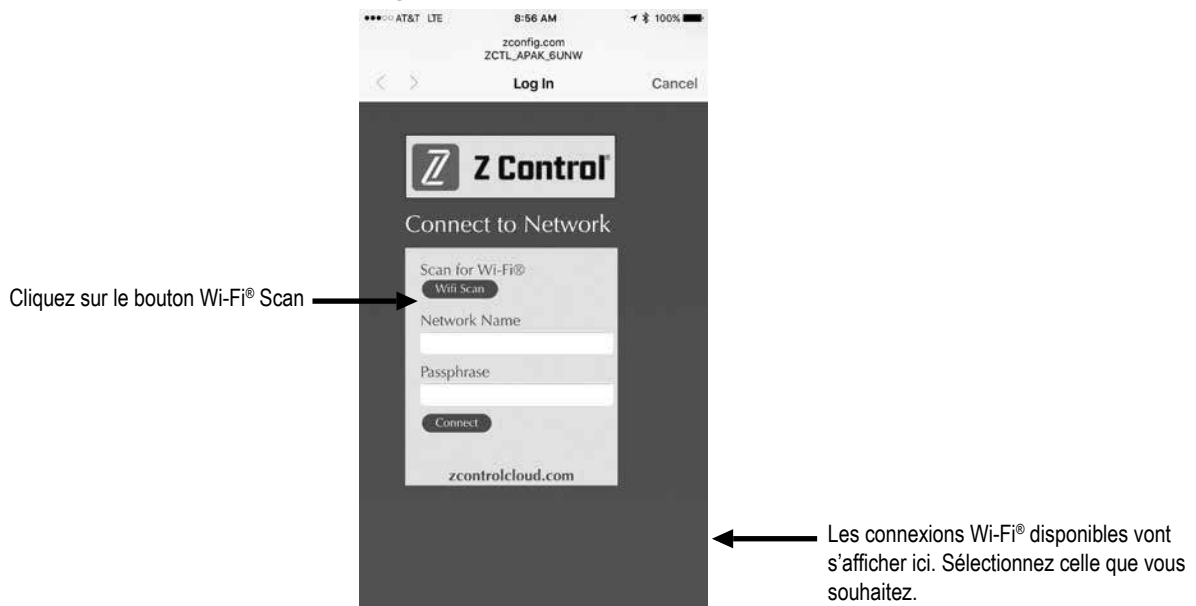 AT&T LTE 8:56 AM 100%
zconfig.com
ZCTL_APAK_6UNW
< > Log In Cancel
Z Control®
Connect to Network
Scan for Wi-Fi®
Wifi Scan
Cliquez sur le bouton Wi-Fi® Scan
Network Name
Passphrase
Connect
zcontrolcloud.com
Les connexions Wi-Fi® disponibles vont
s’afficher ici. Sélectionnez celle que vous
souhaitez.